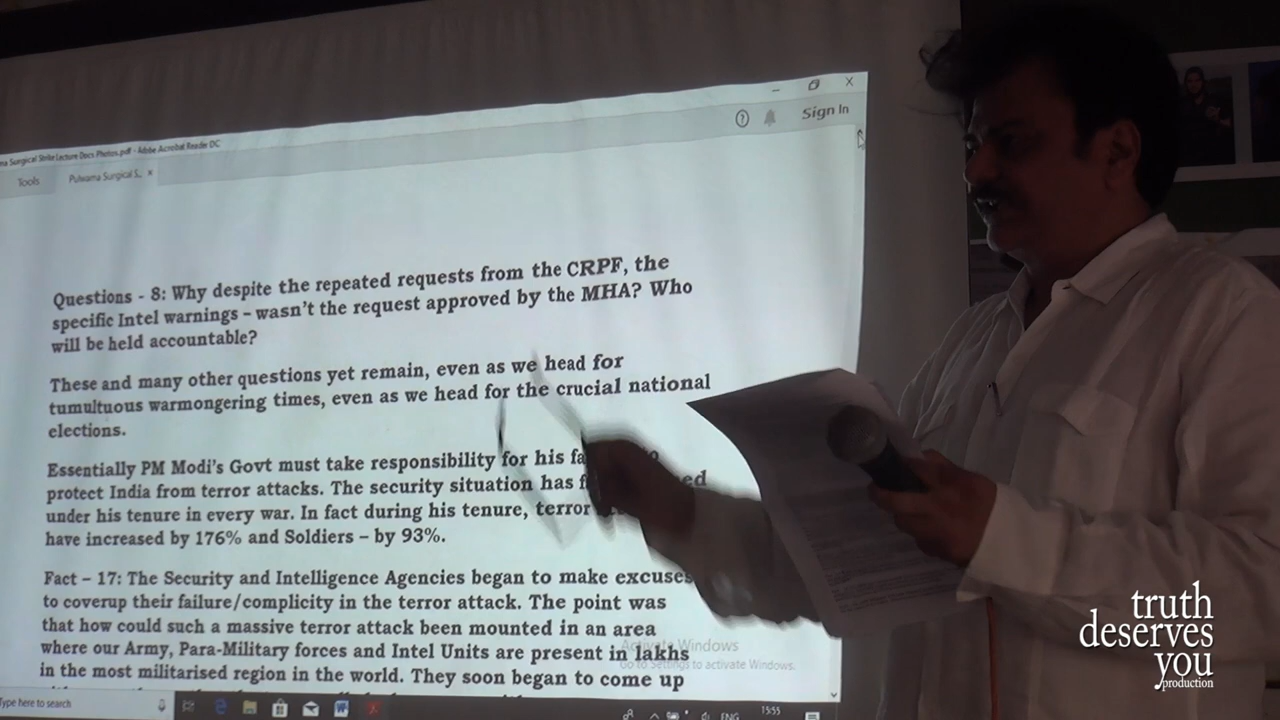 Surgical Strike Lecture Docs Photos.pdf - Adobe Acrobat Reader DC
Sign In
Tools
Pulwama Surgical S...
Questions - 8: Why despite the repeated requests from the CRPF, the
specific Intel warnings – wasn't the request approved by the MHA? Who
will be held accountable?
These and many other questions yet remain, even as we head for
tumultuous warmongering times, even as we head for the crucial national
elections.
Essentially PM Modi's Govt must take responsibility for his
protect India from terror attacks. The security situation has
under his tenure in every war. In fact during his tenure, terror
have increased by 176% and Soldiers – by 93%.
Fact – 17: The Security and Intelligence Agencies began to make excuses
to coverup their failure/complicity in the terror attack. The point was
that how could such a massive terror attack been mounted in an area
where our Army, Para-Military forces and Intel Units are present in lakhs
in the most militarised region in the world. They soon began to come up
Activate Windows
Go to Settings to activate Windows.
Type here to search
ENG
15:55
truth
deserves
you
production